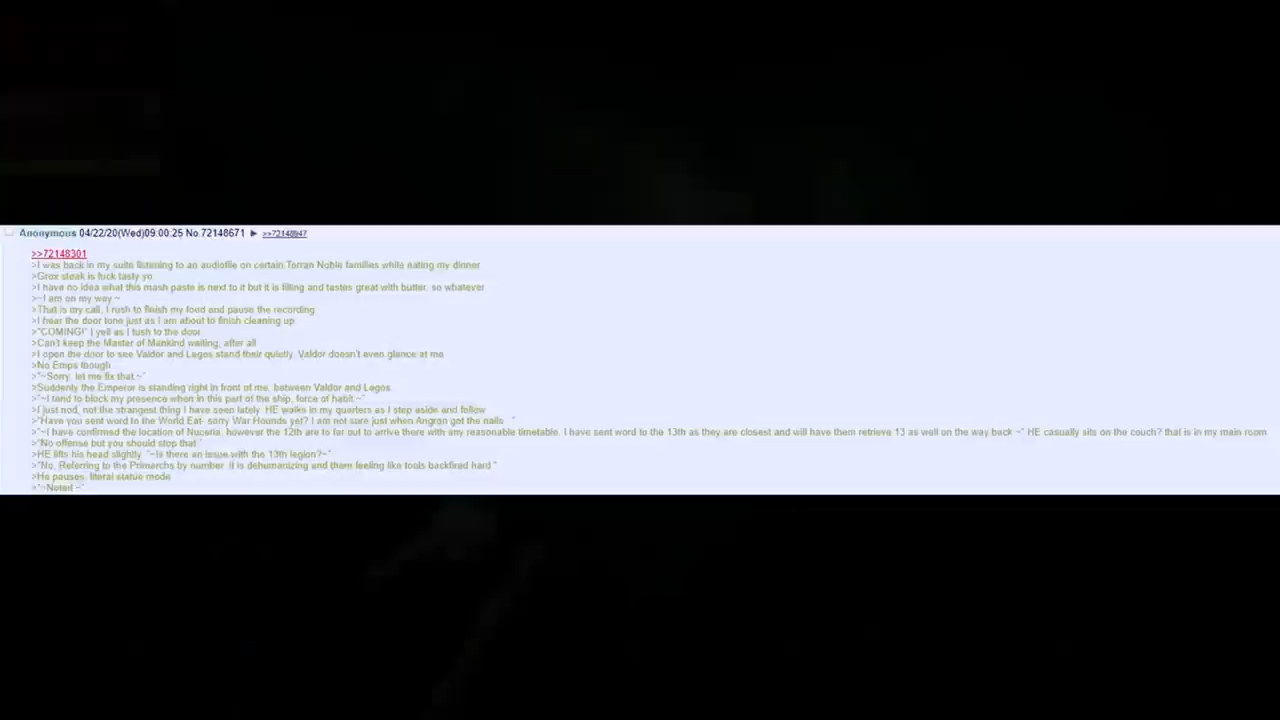 Anonymous 04/22/20(Wed)09:00:25 No.72148671 ▶ >>72148947
>>72148301
>I was back in my suite listening to an audiofile on certain Terran Noble families while eating my dinner
>Grox steak is fuck tasty yo
>I have no idea what this mash paste is next to it but it is filling and tastes great with butter, so whatever
>~I am on my way ~
>That is my call, I rush to finish my food and pause the recording
>I hear the door tone just as I am about to finish cleaning up
>"COMING!" I yell as I rush to the door
>Can't keep the Master of Mankind waiting, after all
>I open the door to see Valdor and Legos stand their quietly. Valdor doesn't even glance at me
>No Emps though
>"~Sorry, let me fix that.~"
>Suddenly the Emperor is standing right in front of me, between Valdor and Legos.
>"~I tend to block my presence when in this part of the ship, force of habit.~"
>I just nod, not the strangest thing I have seen lately. HE walks in my quarters as I step aside and follow
>"Have you sent word to the World Eat- sorry War Hounds yet? I am not sure just when Angron got the nails..."
>"~I have confirmed the location of Nuceria, however the 12th are to far out to arrive there with any reasonable timetable. I have sent word to the 13th as they are closest and will have them retrieve 13 as well on the way back.~" HE casually sits on the couch? that is in my main room
>"No offense but you should stop that."
>HE lifts his head slightly. "~Is there an issue with the 13th legion?~"
>"No, Referring to the Primarchs by number. it is dehumanizing and them feeling like tools backfired hard."
>He pauses, literal statue mode
>"~Noted.~"